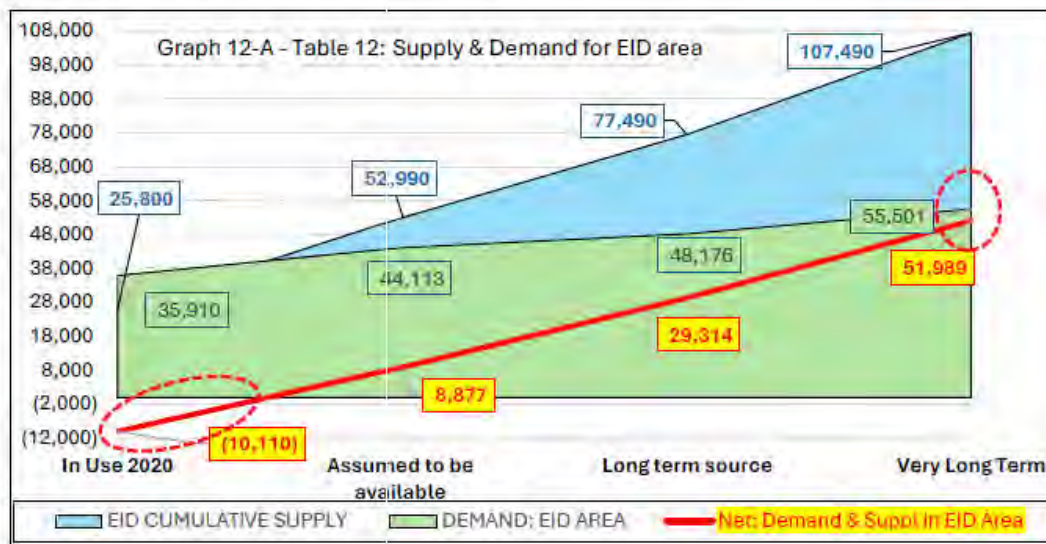 108,000
Graph 12-A - Table 12: Supply & Demand for EID area
98,000
88,000
78,000
68,000
58,000
48,000
38,000
28,000
18,000
8,000
(2,000)
(12,000)
25,800
52,990
77,490
107,490
35,910
44,113
48,176
55,501
(10,110)
8,877
29,314
51,989
In Use 2020
Assumed to be
available
Long term source
Very Long Term
EID CUMULATIVE SUPPLY
DEMAND: EID AREA
Net: Demand & Suppl in EID Area